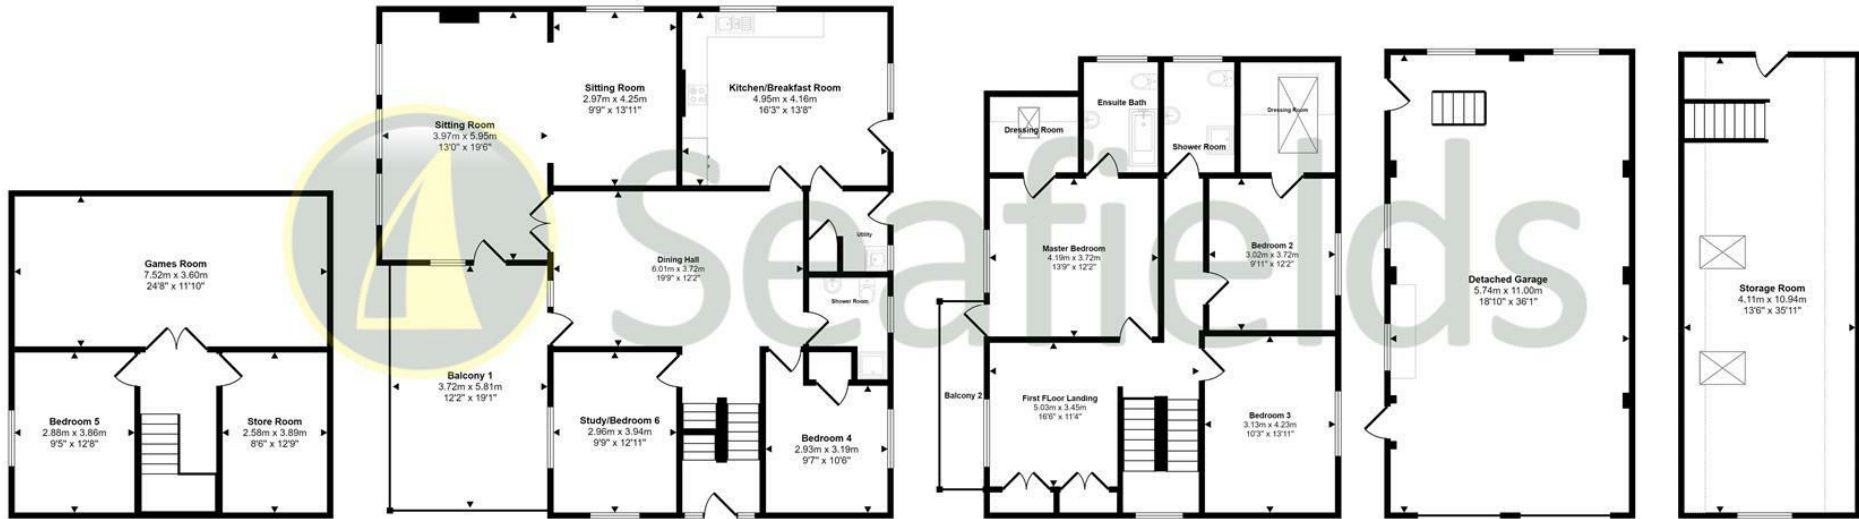 Seafields
Games Room
7.52m x 3.60m
24'8" x 11'10"
Bedroom 5
2.88m x 3.86m
9'5" x 12'8"
Store Room
2.58m x 3.89m
8'6" x 12'9"
Sitting Room
3.97m x 5.95m
13'0" x 19'6"
Sitting Room
2.97m x 4.25m
9'9" x 13'11"
Kitchen/Breakfast Room
4.95m x 4.16m
16'3" x 13'8"
Dining Hall
6.01m x 3.72m
19'9" x 12'2"
Utility
Shower Room
Balcony 1
3.72m x 5.81m
12'2" x 19'1"
Study/Bedroom 6
2.96m x 3.94m
9'9" x 12'11"
Bedroom 4
2.93m x 3.19m
9'7" x 10'6"
Dressing Room
Ensuite Bath
Shower Room
Dressing Room
Master Bedroom
4.19m x 3.72m
13'9" x 12'2"
Bedroom 2
3.02m x 3.72m
9'11" x 12'2"
Balcony 2
First FLoor Landing
5.03m x 3.45m
16'6" x 11'4"
Bedroom 3
3.13m x 4.23m
10'3" x 13'11"
Detached Garage
5.74m x 11.00m
18'10" x 36'1"
Storage Room
4.11m x 10.94m
13'6" x 35'11"